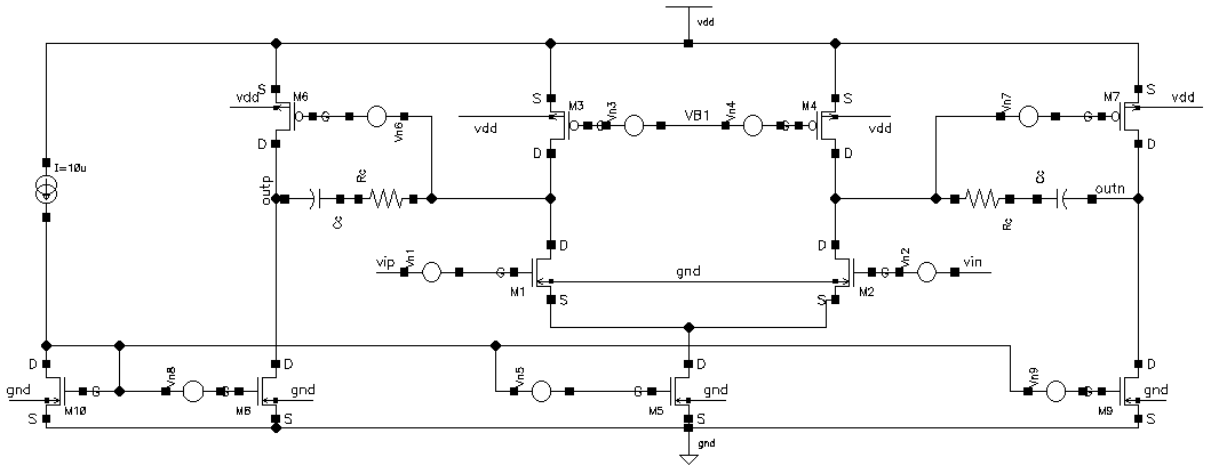 vdd
S
M6
vdd
G
Vn6
D
S
M3
vdd
G
Vn3
D
VB1
Vn4
G
S
M4
vdd
D
Vn7
G
S
M7
vdd
D
I=10u
outp
Cc
Rc
Rc
Cc
outn
vip
Vn1
G
D
M1
S
gnd
D
M2
S
G
Vn2
vin
D
gnd
G
M10
S
Vn8
G
D
gnd
M8
S
Vn5
G
D
gnd
M5
S
Vn9
G
D
gnd
M9
S
gnd